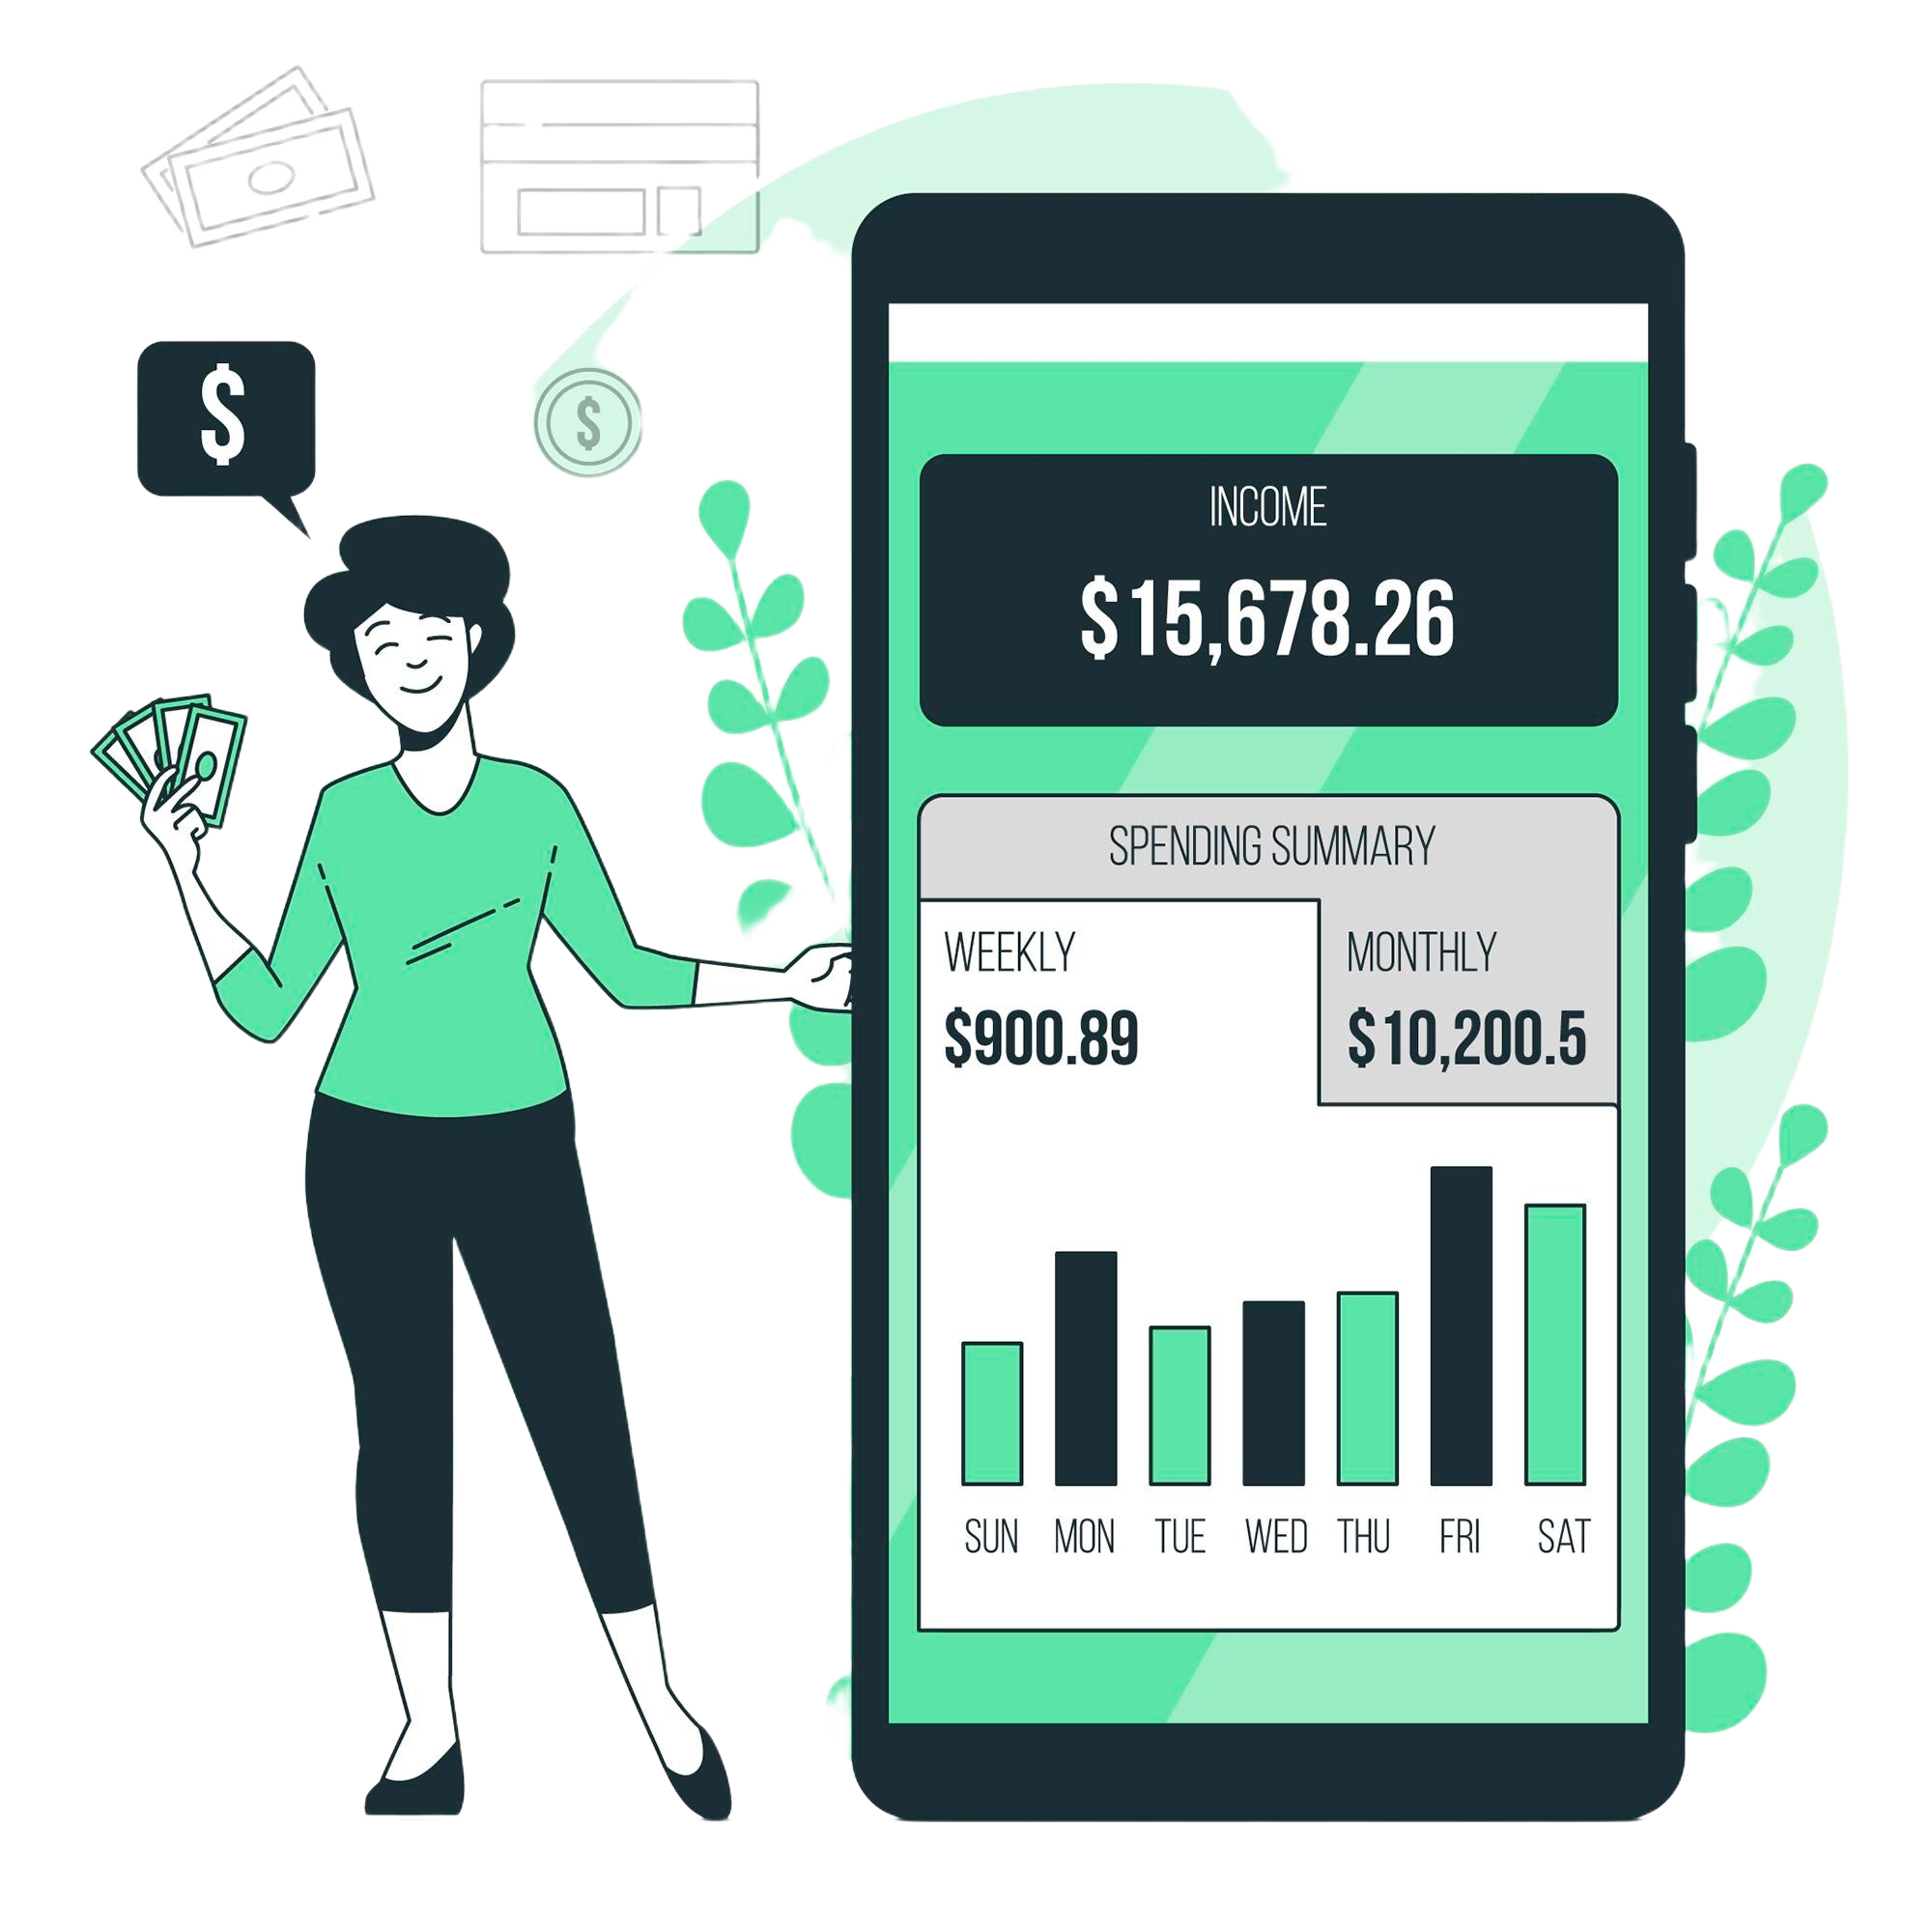 $
$
INCOME
$15,678.26
SPENDING SUMMARY
WEEKLY
$900.89
MONTHLY
$10,200.5
SUN MON TUE WED THU FRI SAT